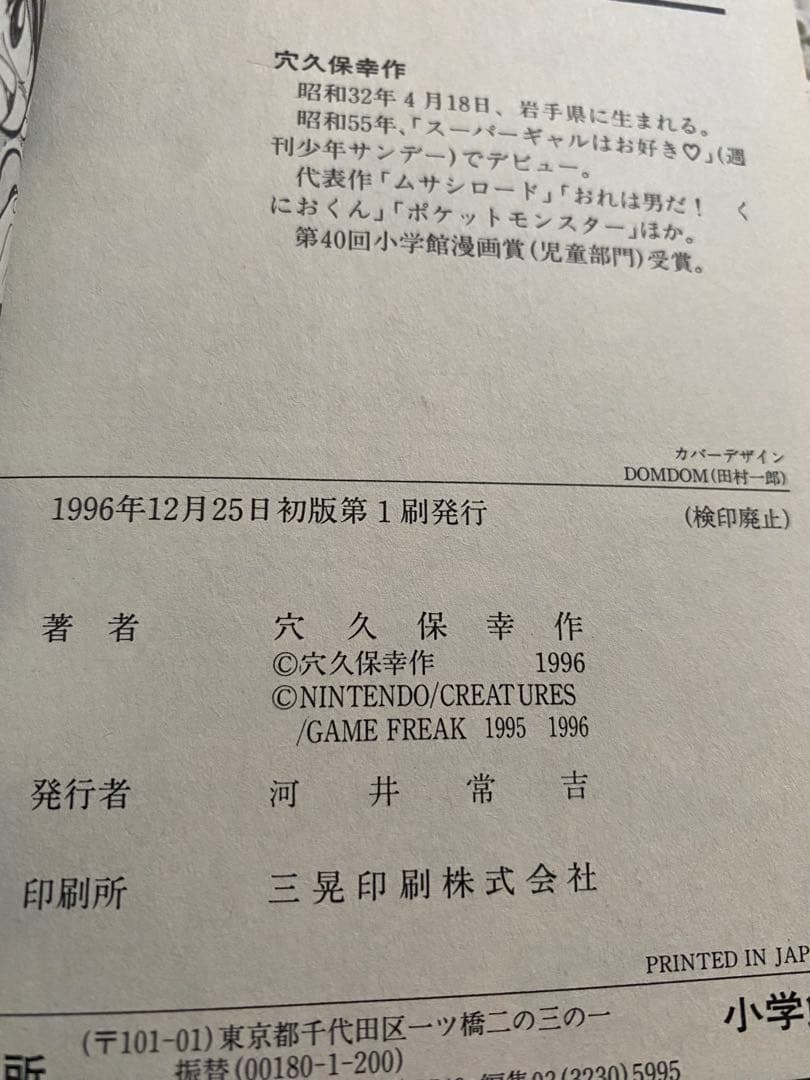 穴久保幸作
昭和32年4月18日、岩手県に生まれる。
昭和55年、「スーパーギャルはお好き♡」(週
刊少年サンデー)でデビュー。
代表作「ムサシロード」「おれは男だ! く
におくん」「ポケットモンスター」ほか。
第40回小学館漫画賞(児童部門)受賞。
カバーデザイン
DOMDOM(田村一郎)
1996年12月25日初版第1刷発行 (検印廃止)
著者 穴久保幸作
©穴久保幸作 1996
©NINTENDO/CREATURES
/GAME FREAK 1995 1996
発行者 河井常吉
印刷所 三晃印刷株式会社
PRINTED IN JAP
(〒101-01)東京都千代田区一ツ橋二の三の一 小学
所 振替(00180-1-200)
編集03(3230)5995